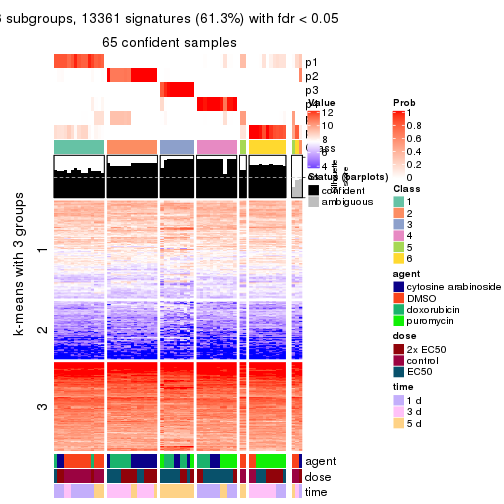 subgroups, 13361 signatures (61.3%) with fdr < 0.05
65 confident samples
p1
p2
p3
Value
12
10
8
6
4
Prob
1
0.8
0.6
0.4
0.2
0
Status (barplots)
confident
ambiguous
Class
1
2
3
4
5
6
agent
cytosine arabinoside
DMSO
doxorubicin
puromycin
dose
2x EC50
control
EC50
time
1 d
3 d
5 d
k-means with 3 groups
1
2
3
agent
dose
time